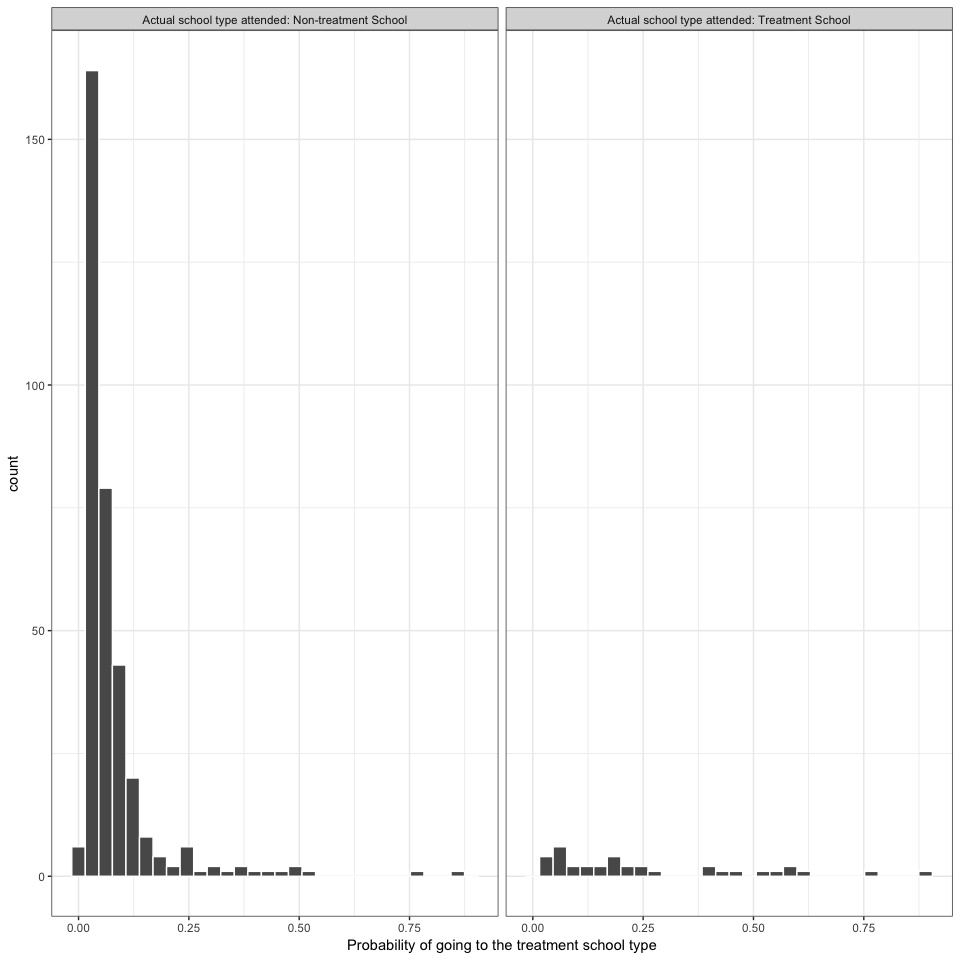 Actual school type attended: Non-treatment School
Actual school type attended: Treatment School
count
150
100
50
0
0.00 0.25 0.50 0.75
0.00 0.25 0.50 0.75
Probability of going to the treatment school type